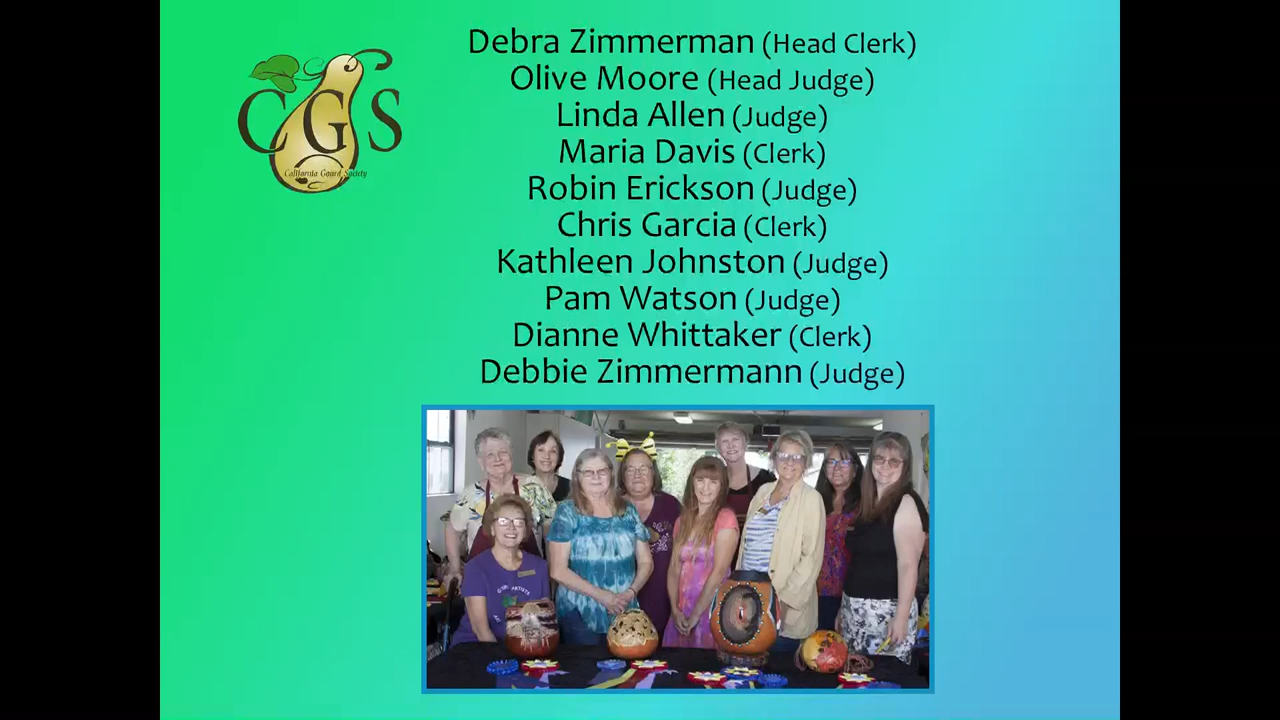 CGS
California Gourd Society
Debra Zimmerman (Head Clerk)
Olive Moore (Head Judge)
Linda Allen (Judge)
Maria Davis (Clerk)
Robin Erickson (Judge)
Chris Garcia (Clerk)
Kathleen Johnston (Judge)
Pam Watson (Judge)
Dianne Whittaker (Clerk)
Debbie Zimmermann (Judge)